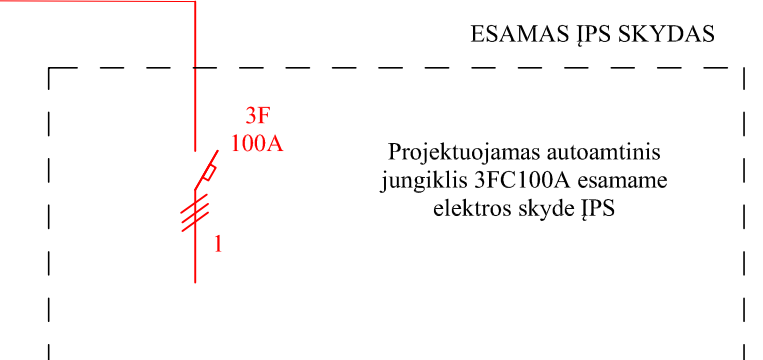 ESAMAS ĮPS SKYDAS
3F
100A
Projektuojamas autoamtinis
jungiklis 3FC100A esamame
elektros skyde ĮPS
1